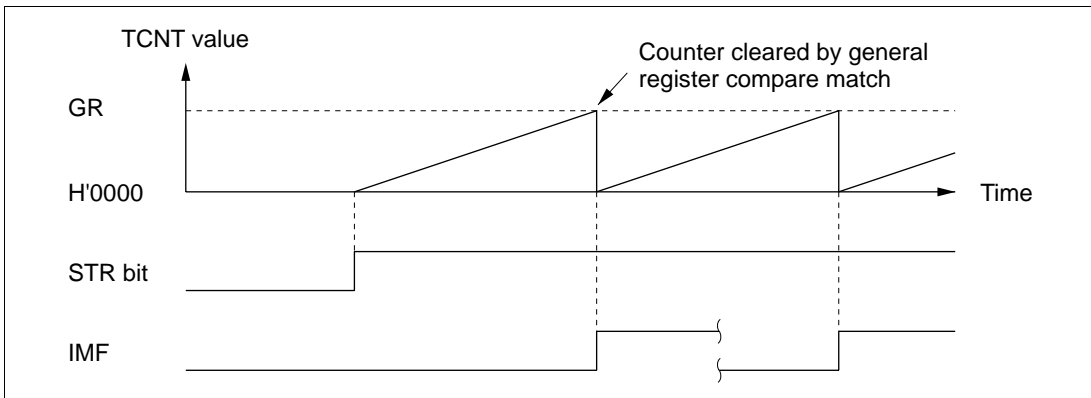 TCNT value
Counter cleared by general
register compare match
GR
H'0000
Time
STR bit
IMF